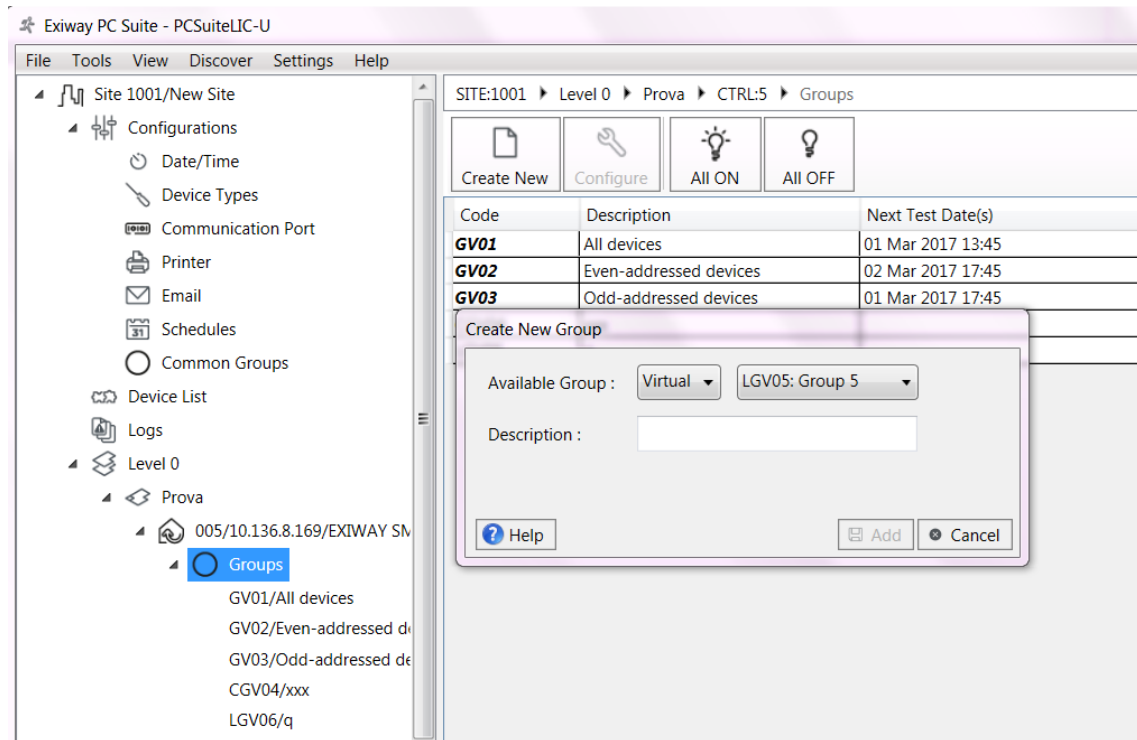 Exiway PC Suite - PCSuiteLIC-U
File Tools View Discover Settings Help
Site 1001/New Site
Configurations
Date/Time
Device Types
Communication Port
Printer
Email
31
Schedules
Common Groups
Device List
Logs
Level 0
Prova
005/10.136.8.169/EXIWAY SM
Groups
GV01/All devices
GV02/Even-addressed de
GV03/Odd-addressed de
CGV04/xxx
LGV06/q
SITE:1001 Level 0 Prova CTRL:5 Groups
Create New Configure All ON All OFF
Code Description Next Test Date(s)
GV01 All devices 01 Mar 2017 13:45
GV02 Even-addressed devices 02 Mar 2017 17:45
GV03 Odd-addressed devices 01 Mar 2017 17:45
Create New Group
Available Group : Virtual LGV05: Group 5
Description :
? Help Add Cancel